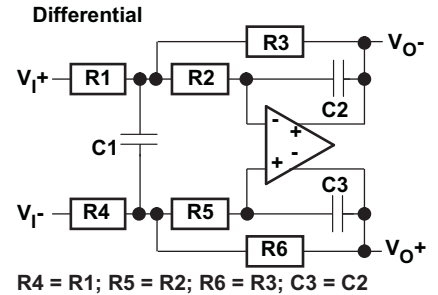 Differential
R3
VO-
VI+ R1 R2
C2
- +
C1
+ -
C3
VI- R4 R5
R6 VO+
R4 = R1; R5 = R2; R6 = R3; C3 = C2